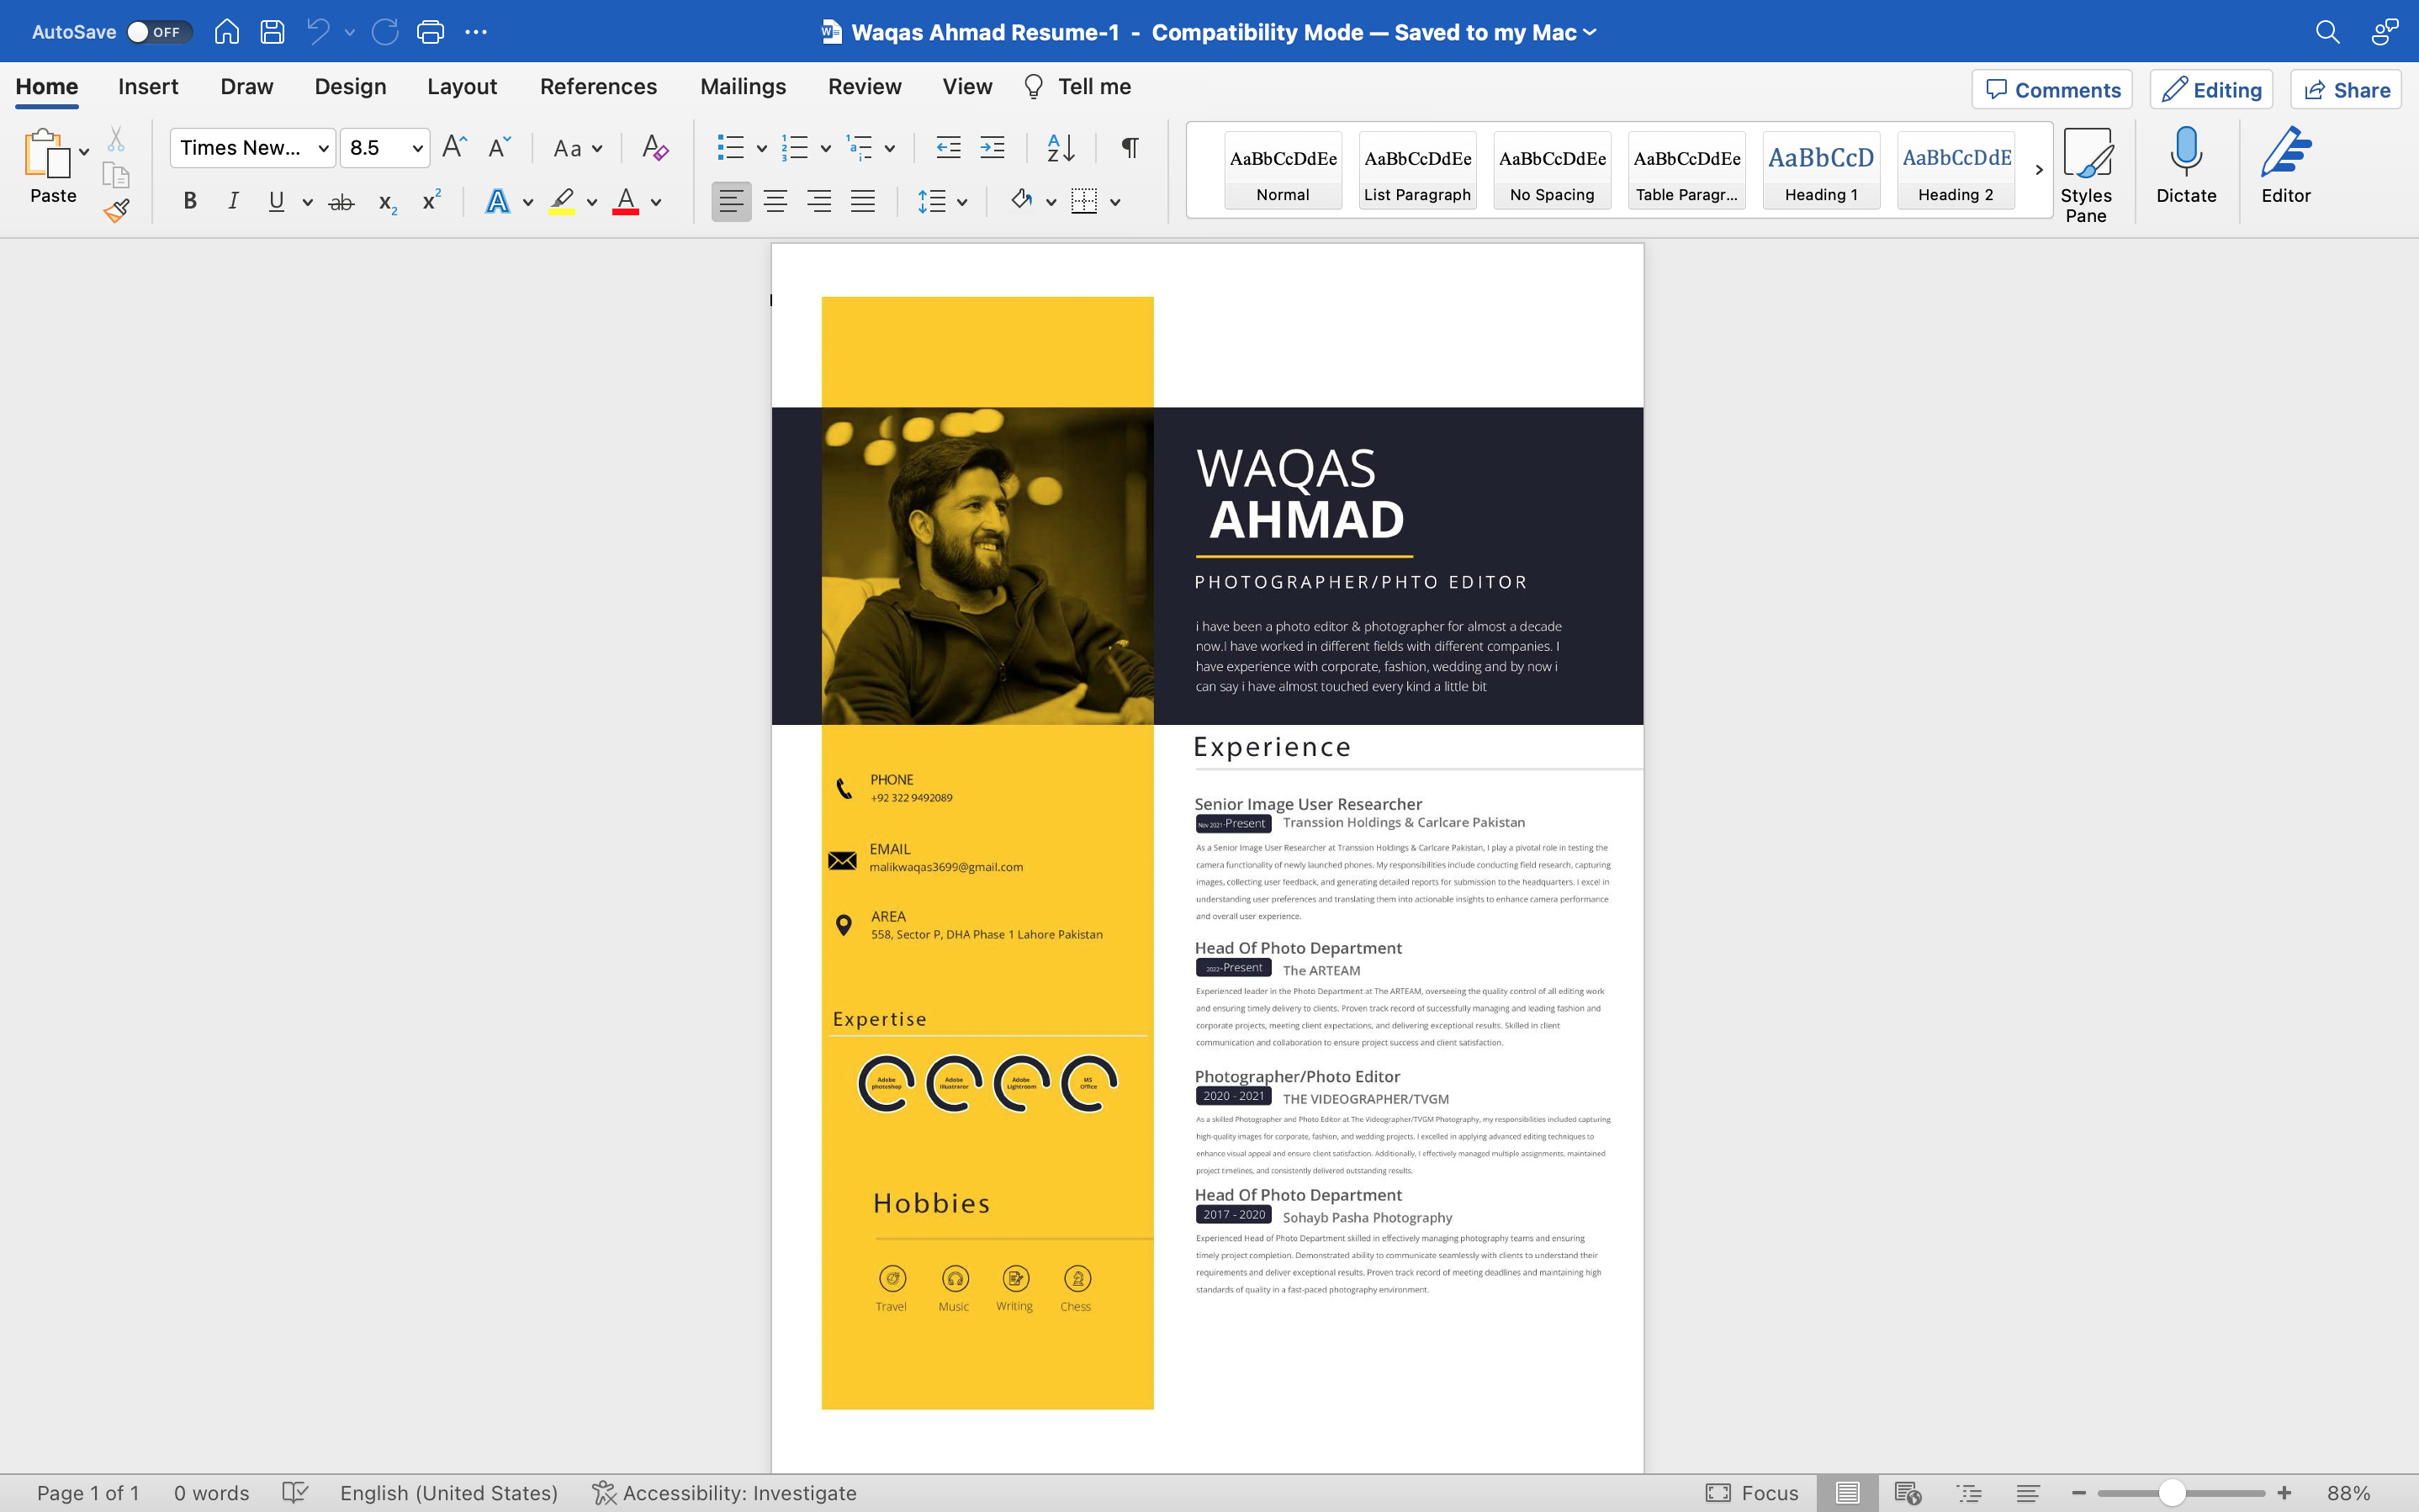 AutoSave OFF
Waqas Ahmad Resume-1 - Compatibility Mode — Saved to my Mac
Home Insert Draw Design Layout References Mailings Review View Tell me
Comments Editing Share
Paste
Times New... 8.5
AaBbCcDdEe AaBbCcDdEe AaBbCcDdEe AaBbCcDdEe AaBbCcD AaBbCcDdE
Normal List Paragraph No Spacing Table Paragr... Heading 1 Heading 2
Styles Pane
Dictate
Editor
WAQAS
AHMAD
PHOTOGRAPHER/PHTO EDITOR
i have been a photo editor & photographer for almost a decade
now.I have worked in different fields with different companies. I
have experience with corporate, fashion, wedding and by now i
can say i have almost touched every kind a little bit
PHONE
+92 322 9492089
EMAIL
malikwaqas3699@gmail.com
AREA
558, Sector P, DHA Phase 1 Lahore Pakistan
Expertise
Adobe photoshop
Adobe Illustraror
Adobe Lightroom
MS Office
Hobbies
Travel Music Writing Chess
Experience
Senior Image User Researcher
Nov 2021-Present Transsion Holdings & Carlcare Pakistan
As a Senior Image User Researcher at Transsion Holdings & Carlcare Pakistan, I play a pivotal role in testing the
camera functionality of newly launched phones. My responsibilities include conducting field research, capturing
images, collecting user feedback, and generating detailed reports for submission to the headquarters. I excel in
understanding user preferences and translating them into actionable insights to enhance camera performance
and overall user experience.
Head Of Photo Department
2022-Present The ARTEAM
Experienced leader in the Photo Department at The ARTEAM, overseeing the quality control of all editing work
and ensuring timely delivery to clients. Proven track record of successfully managing and leading fashion and
corporate projects, meeting client expectations, and delivering exceptional results. Skilled in client
communication and collaboration to ensure project success and client satisfaction.
Photographer/Photo Editor
2020 - 2021 THE VIDEOGRAPHER/TVGM
As a skilled Photographer and Photo Editor at The Videographer/TVGM Photography, my responsibilities included capturing
high-quality images for corporate, fashion, and wedding projects. I excelled in applying advanced editing techniques to
enhance visual appeal and ensure client satisfaction. Additionally, I effectively managed multiple assignments, maintained
project timelines, and consistently delivered outstanding results.
Head Of Photo Department
2017 - 2020 Sohayb Pasha Photography
Experienced Head of Photo Department skilled in effectively managing photography teams and ensuring
timely project completion. Demonstrated ability to communicate seamlessly with clients to understand their
requirements and deliver exceptional results. Proven track record of meeting deadlines and maintaining high
standards of quality in a fast-paced photography environment.
Page 1 of 1 0 words English (United States) Accessibility: Investigate Focus 88%